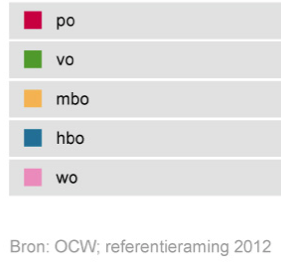 po
vo
mbo
hbo
wo
Bron: OCW; referentieraming 2012